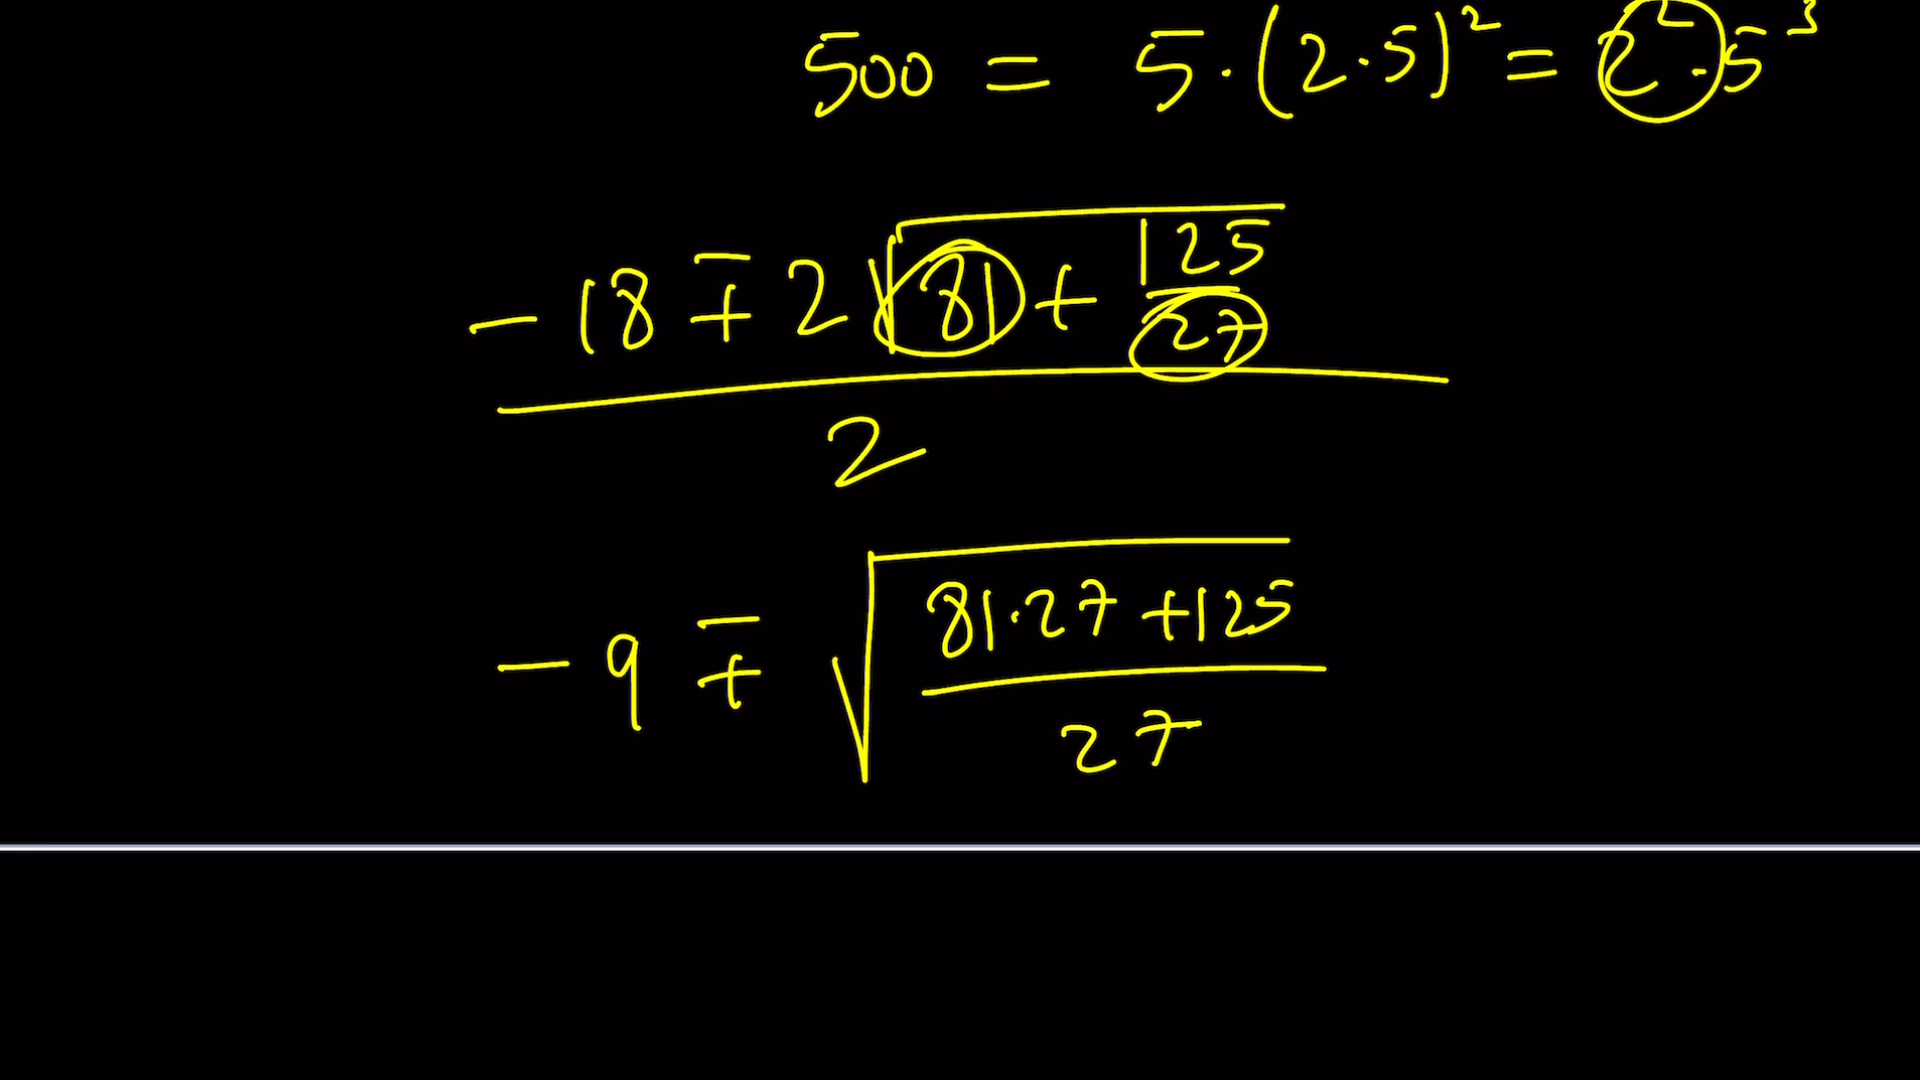 500 = 5·(2·5)² = 2²·5³
-18 ∓ 2√(81 + 125/27)
2
-9 ∓ √((81·27+125)/27)